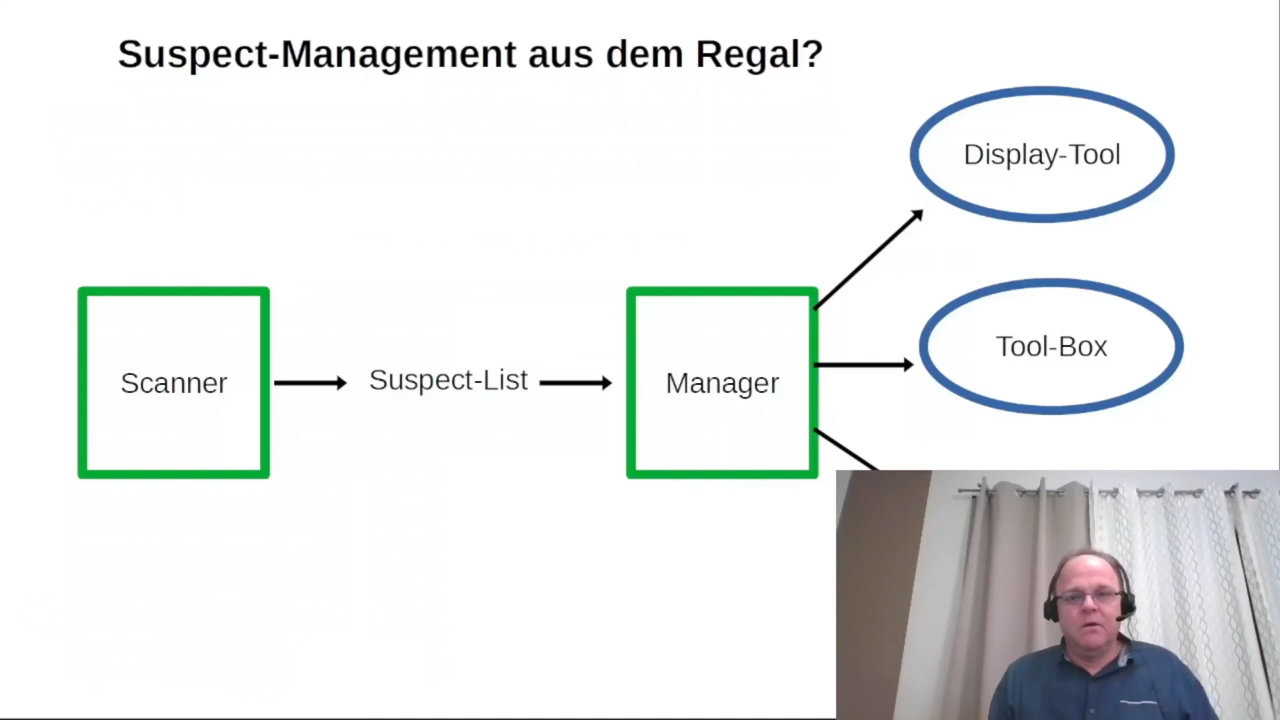 Suspect-Management aus dem Regal?
Display-Tool
Tool-Box
Scanner
Suspect-List
Manager